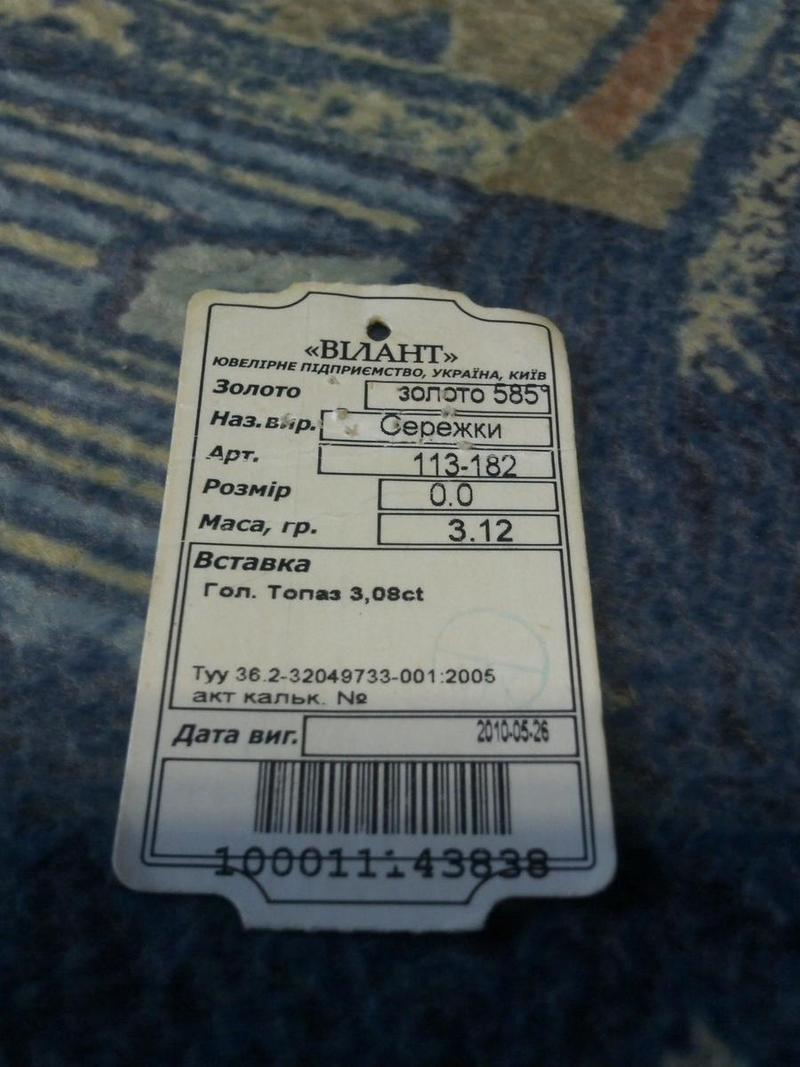 «ВІЛАНТ»
ЮВЕЛІРНЕ ПІДПРИЄМСТВО, УКРАЇНА, КИЇВ
Золото золото 585°
Наз.вир. Сережки
Арт. 113-182
Розмір 0.0
Маса, гр. 3.12
Вставка
Гол. Топаз 3,08ct
Туу 36.2-32049733-001:2005
акт кальк. №
Дата виг. 2010-05-26